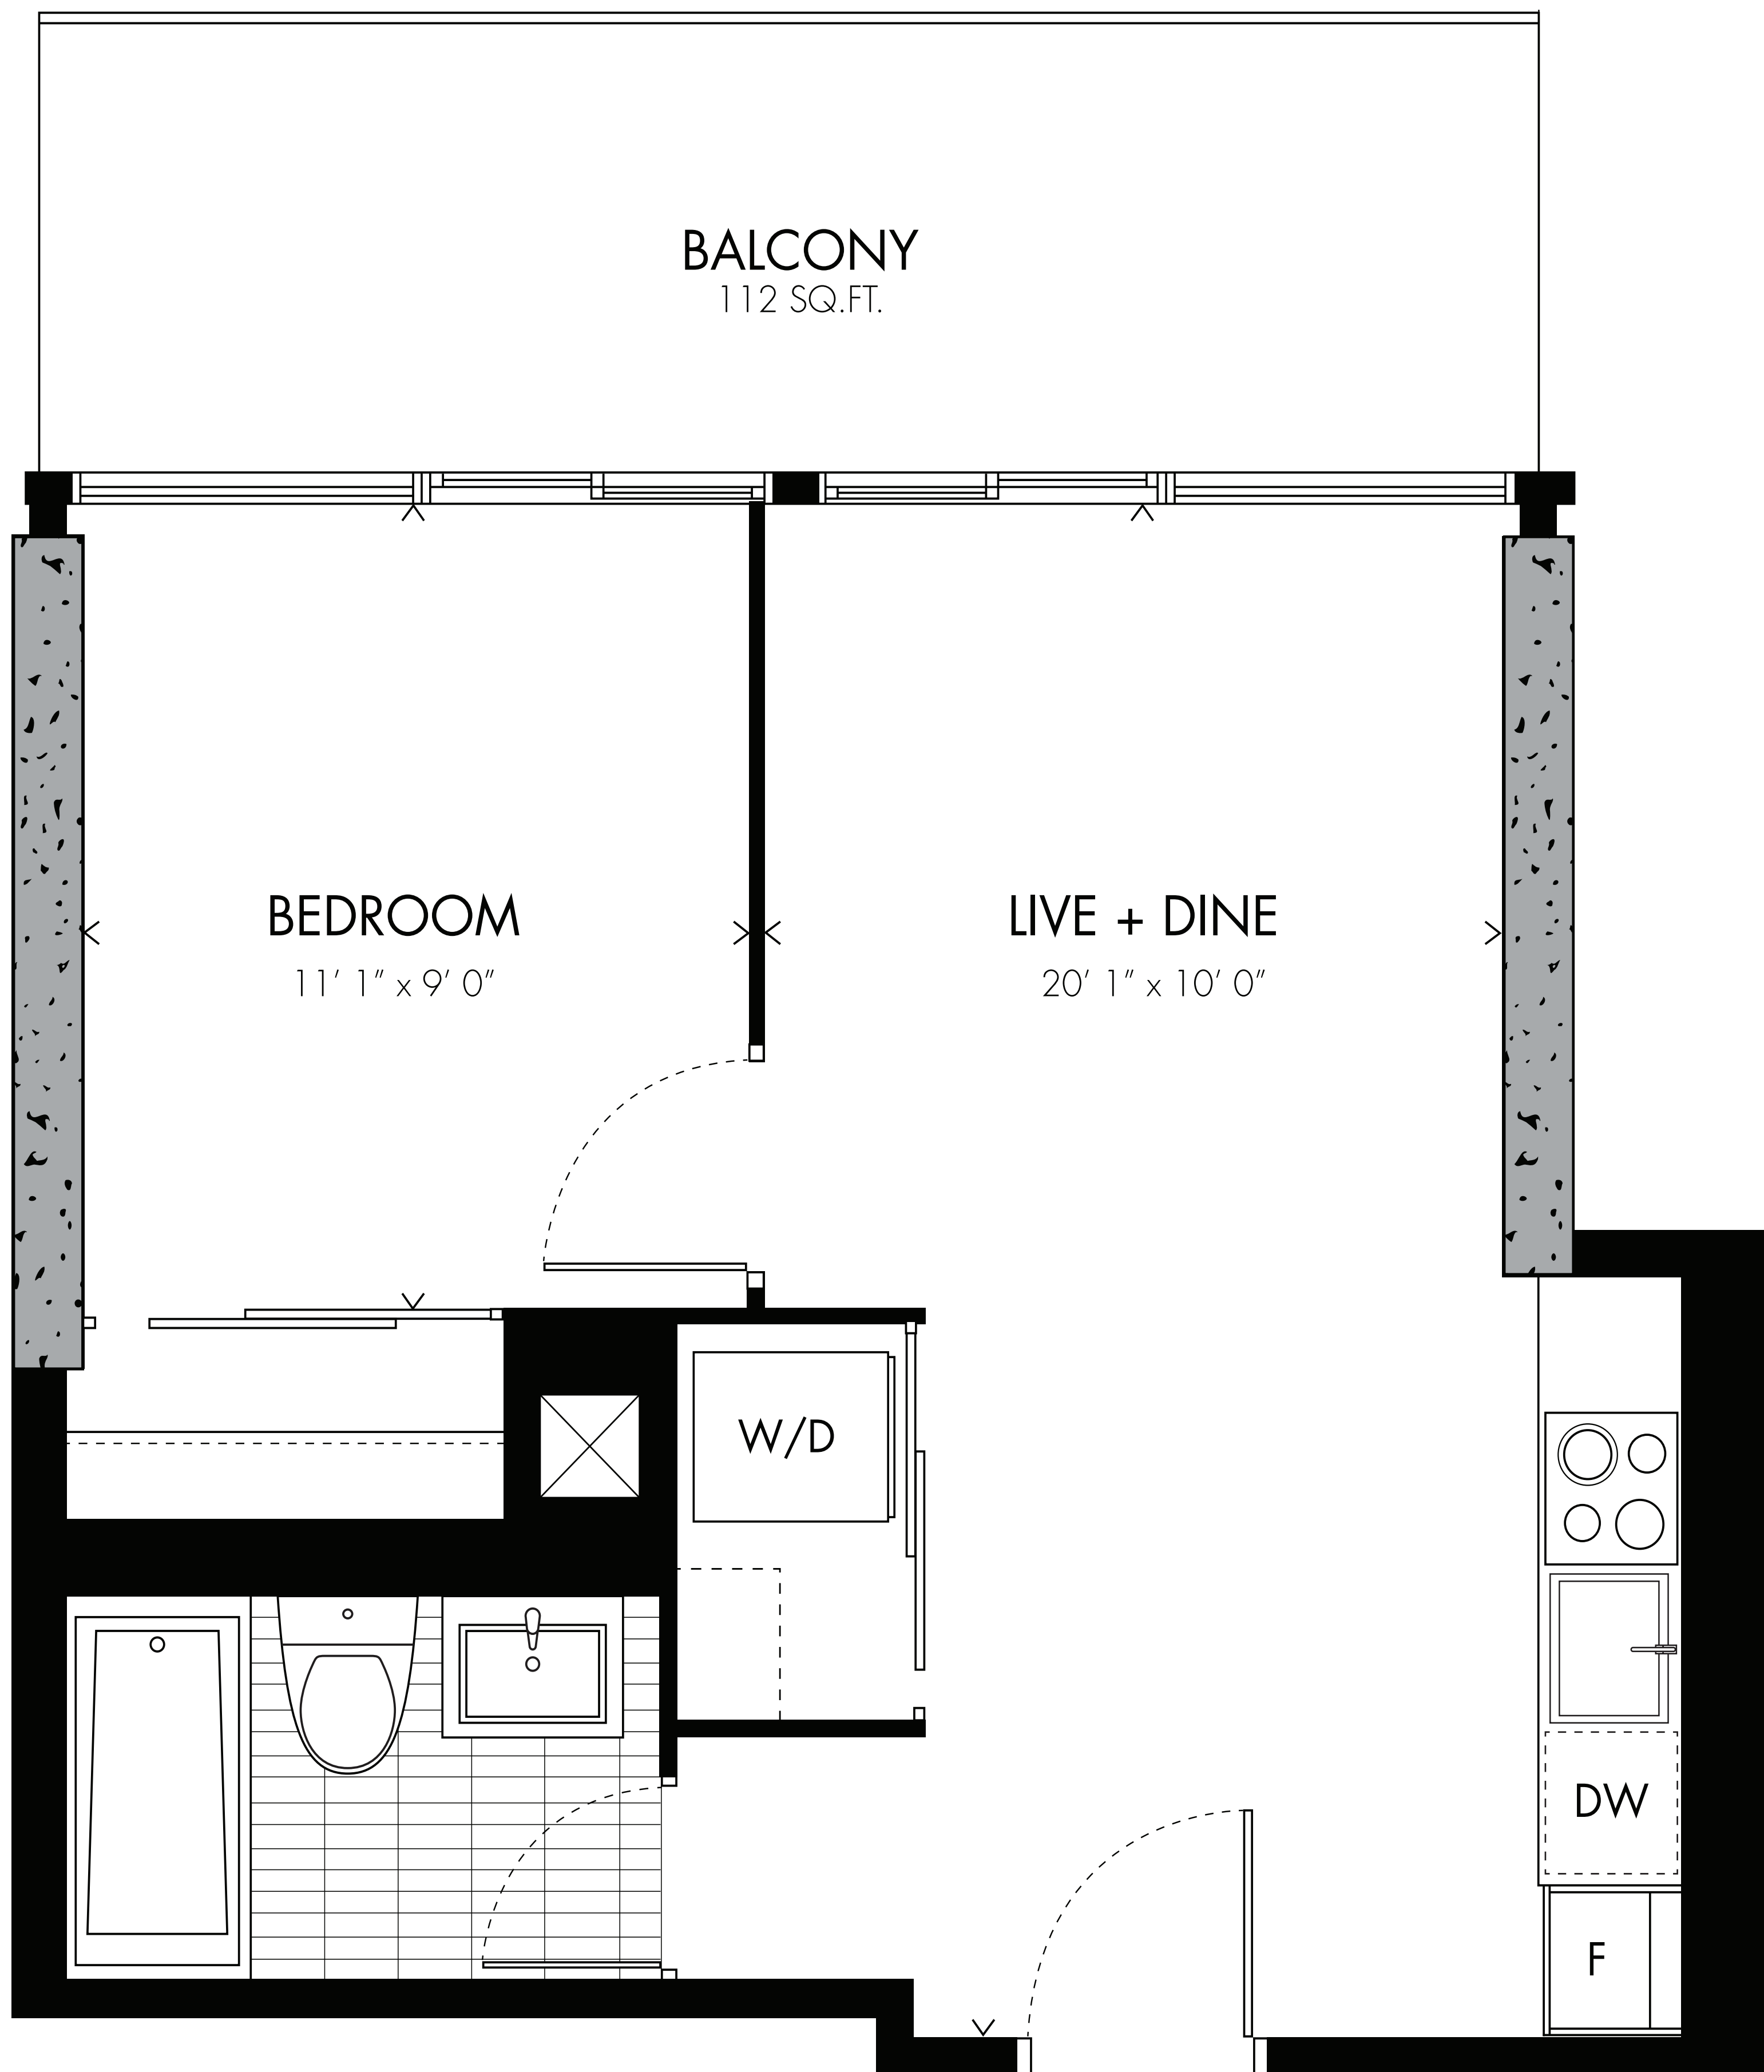 BALCONY
112 SQ.FT.
BEDROOM
11′ 1″ x 9′ 0″
LIVE + DINE
20′ 1″ x 10′ 0″
W/D
DW
F